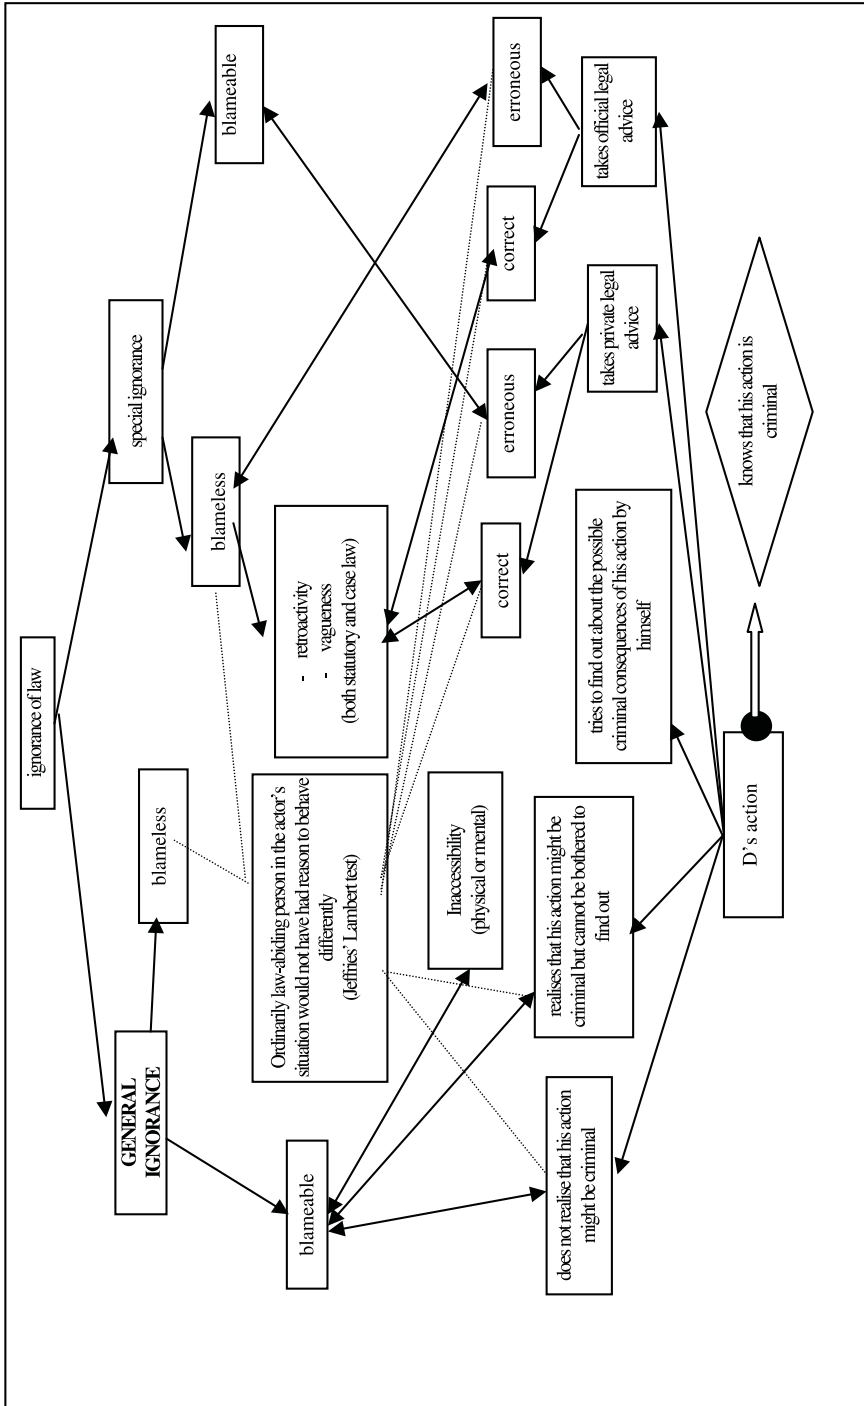 ignorance of law
GENERAL
IGNORANCE
special ignorance
blameable
blameless
blameless
blameable
Ordinarily law-abiding person in the actor's
situation would not have had reason to behave
differently
(Jeffries' Lambert test)
- retroactivity
- vagueness
(both statutory and case law)
Inaccessibility
(physical or mental)
correct
erroneous
correct
erroneous
does not realise that his action
might be criminal
realises that his action might be
criminal but cannot be bothered to
find out
tries to find out about the possible
criminal consequences of his action by
himself
takes private legal
advice
takes official legal
advice
D's action
knows that his action is
criminal